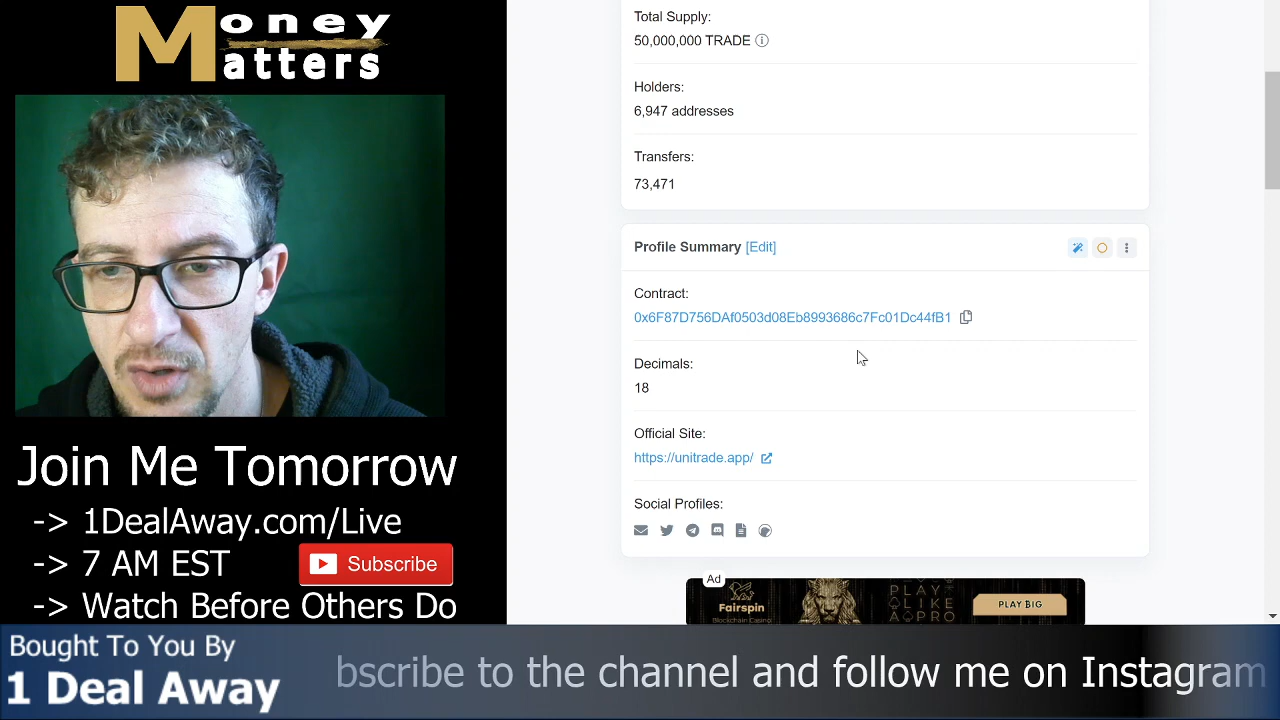 Money
Matters
Join Me Tomorrow
-> 1DealAway.com/Live
-> 7 AM EST
Subscribe
-> Watch Before Others Do
Total Supply:
50,000,000 TRADE
Holders:
6,947 addresses
Transfers:
73,471
Profile Summary [Edit]
Contract:
0x6F87D756DAf0503d08Eb8993686c7Fc01Dc44fB1
Decimals:
18
Official Site:
https://unitrade.app/
Social Profiles:
Ad
Fairspin
Blockchain Casino
PLAY
LIKE
A PRO
PLAY BIG
Bought To You By
1 Deal Away
bscribe to the channel and follow me on Instagram